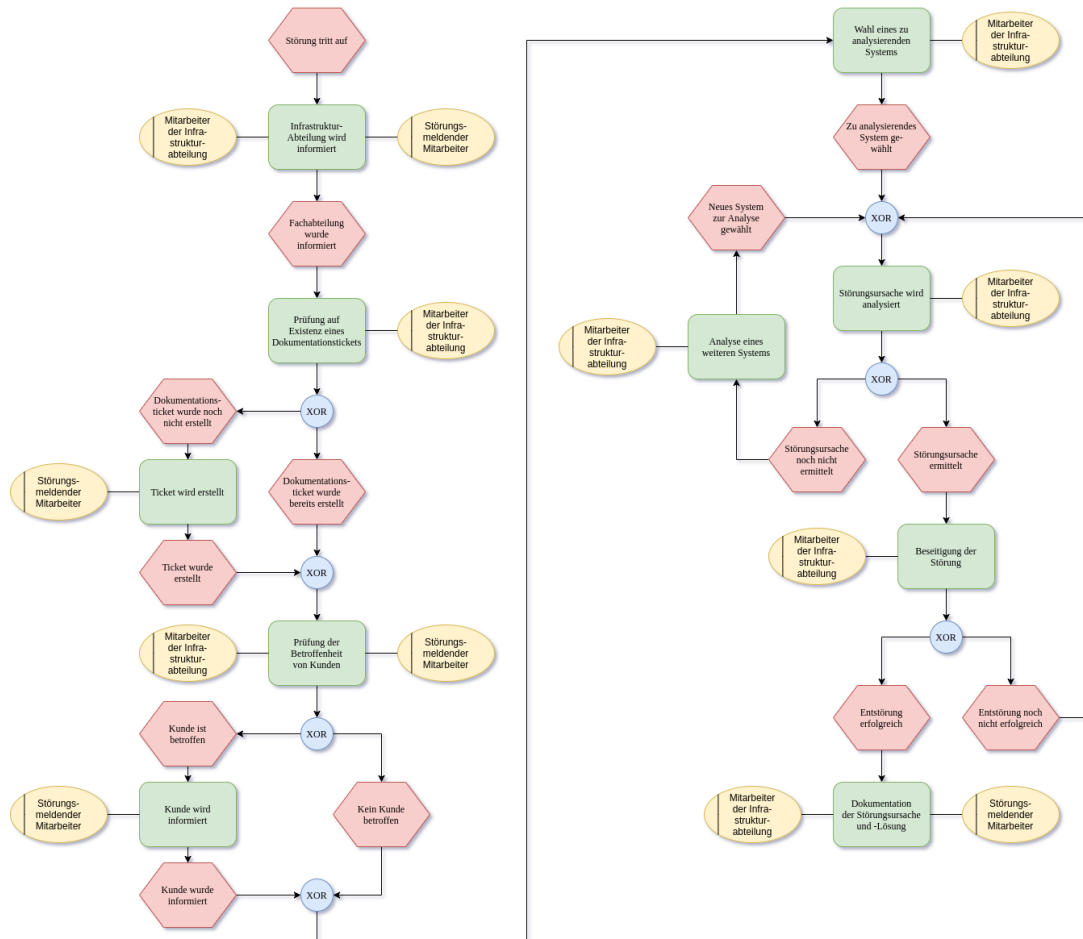 Störung tritt auf
Mitarbeiter
der Infra-
struktur-
abteilung
Infrastruktur-
Abteilung wird
informiert
Störungs-
meldender
Mitarbeiter
Fachabteilung
wurde
informiert
Prüfung auf
Existenz eines
Dokumentationstickets
Mitarbeiter
der Infra-
struktur-
abteilung
Dokumentations-
ticket wurde noch
nicht erstellt
XOR
Störungs-
meldender
Mitarbeiter
Ticket wird erstellt
Dokumentations-
ticket wurde
bereits erstellt
Ticket wurde
erstellt
XOR
Mitarbeiter
der Infra-
struktur-
abteilung
Prüfung der
Betroffenheit
von Kunden
Störungs-
meldender
Mitarbeiter
Kunde ist
betroffen
XOR
Störungs-
meldender
Mitarbeiter
Kunde wird
informiert
Kein Kunde
betroffen
Kunde wurde
informiert
XOR
Wahl eines zu
analysierenden
Systems
Mitarbeiter
der Infra-
struktur-
abteilung
Zu analysierendes
System ge-
wählt
Neues System
zur Analyse
gewählt
XOR
Störungsursache wird
analysiert
Mitarbeiter
der Infra-
struktur-
abteilung
Mitarbeiter
der Infra-
struktur-
abteilung
Analyse eines
weiteren Systems
XOR
Störungsursache
noch nicht
ermittelt
Störungsursache
ermittelt
Mitarbeiter
der Infra-
struktur-
abteilung
Beseitigung der
Störung
XOR
Entstörung
erfolgreich
Entstörung noch
nicht erfolgreich
Mitarbeiter
der Infra-
struktur-
abteilung
Dokumentation
der Störungsursache
und -Lösung
Störungs-
meldender
Mitarbeiter